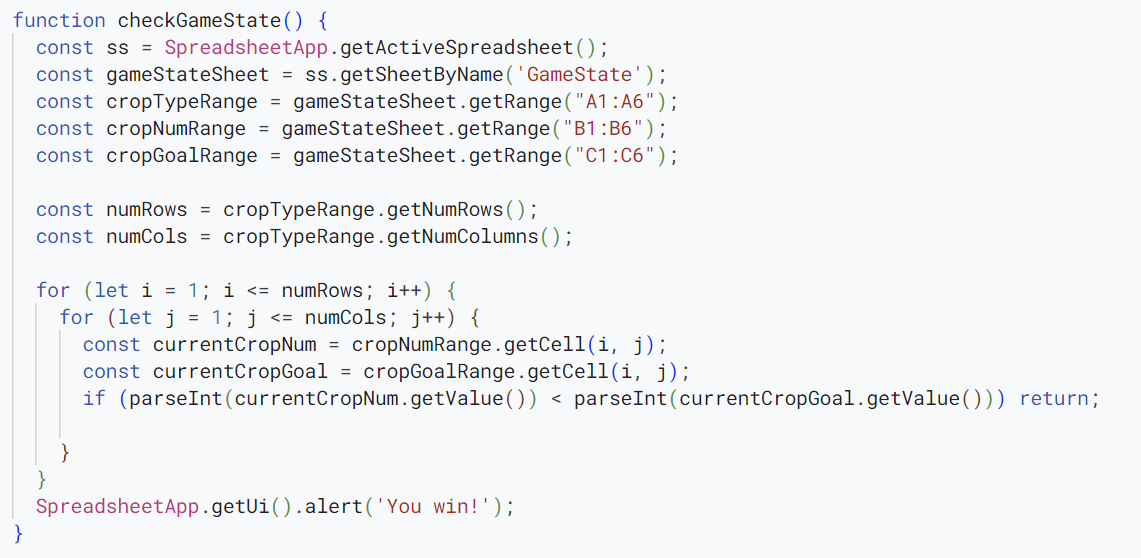 function checkGameState() {
  const ss = SpreadsheetApp.getActiveSpreadsheet();
  const gameStateSheet = ss.getSheetByName('GameState');
  const cropTypeRange = gameStateSheet.getRange("A1:A6");
  const cropNumRange = gameStateSheet.getRange("B1:B6");
  const cropGoalRange = gameStateSheet.getRange("C1:C6");

  const numRows = cropTypeRange.getNumRows();
  const numCols = cropTypeRange.getNumColumns();

  for (let i = 1; i <= numRows; i++) {
    for (let j = 1; j <= numCols; j++) {
      const currentCropNum = cropNumRange.getCell(i, j);
      const currentCropGoal = cropGoalRange.getCell(i, j);
      if (parseInt(currentCropNum.getValue()) < parseInt(currentCropGoal.getValue())) return;

    }
  }
  SpreadsheetApp.getUi().alert('You win!');
}